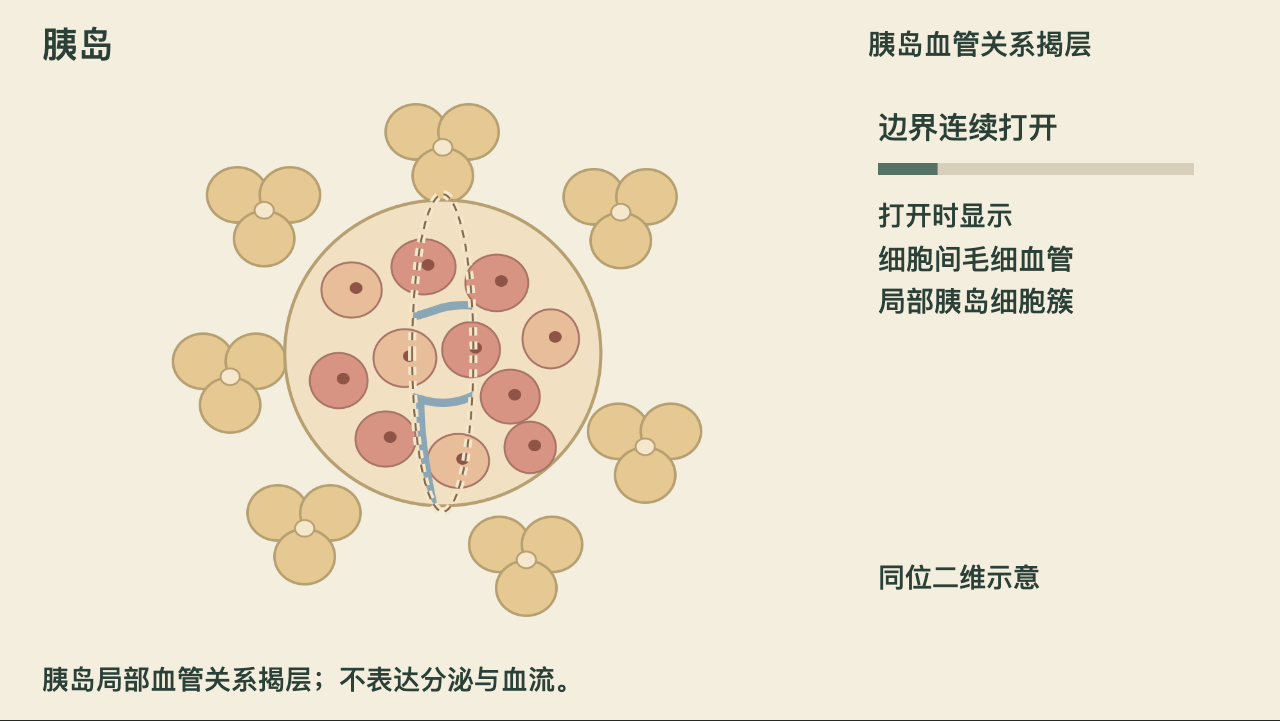 胰岛
胰岛血管关系揭层
边界连续打开
打开时显示
细胞间毛细血管
局部胰岛细胞簇
同位二维示意
胰岛局部血管关系揭层；不表达分泌与血流。